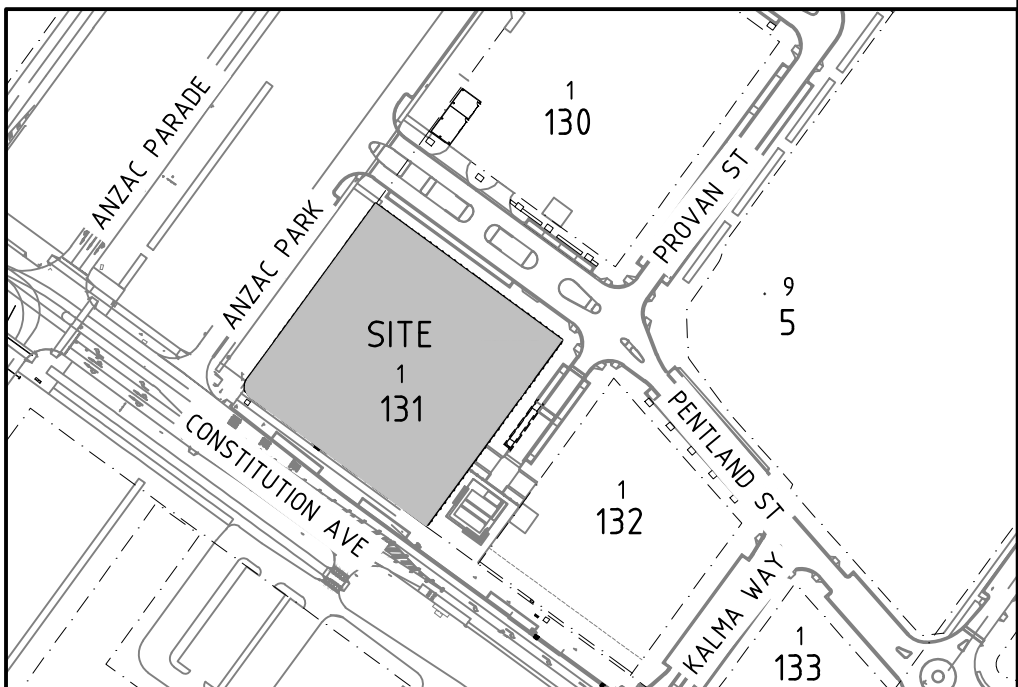 ANZAC PARADE
1
130
PROVAN ST
ANZAC PARK
9
5
SITE
1
131
CONSTITUTION AVE
PENTLAND ST
1
132
KALMA WAY
1
133